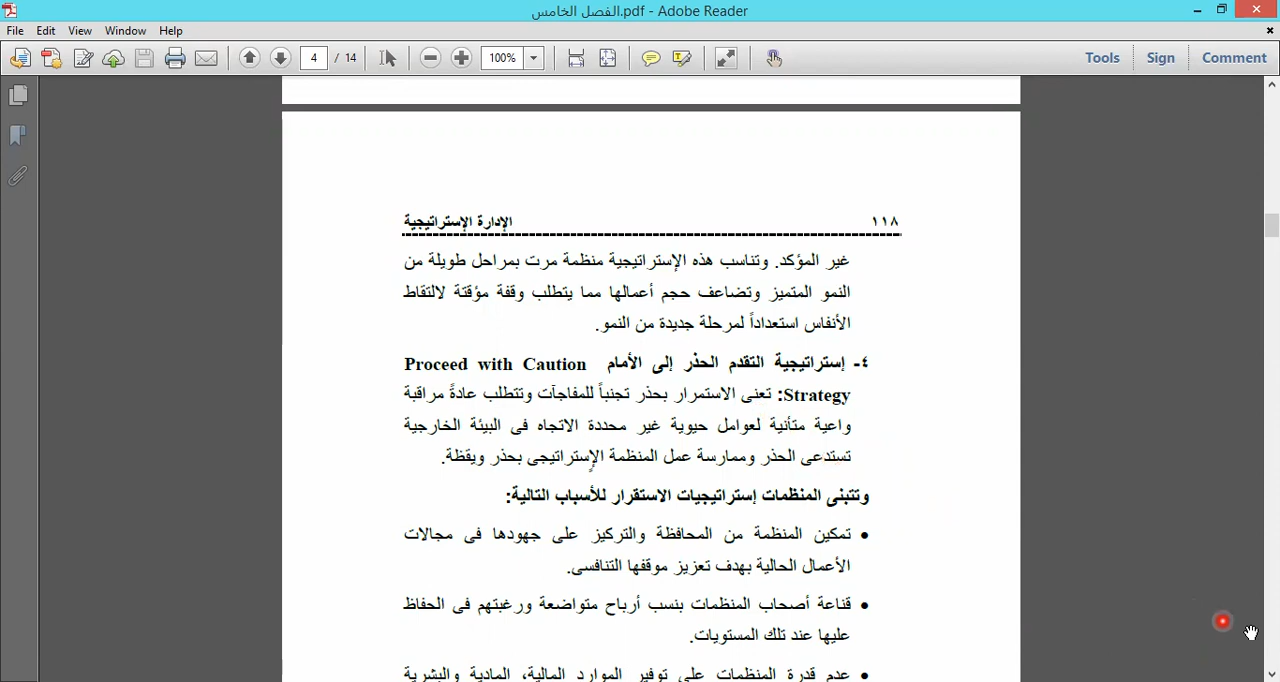 الفصل الخامس.pdf - Adobe Reader
File Edit View Window Help
4 / 14 100% Tools Sign Comment
١١٨ الإدارة الإستراتيجية
غير المؤكد. وتناسب هذه الإستراتيجية منظمة مرت بمراحل طويلة من
النمو المتميز وتضاعف حجم أعمالها مما يتطلب وقفة مؤقتة لالتقاط
الأنفاس استعداداً لمرحلة جديدة من النمو.
٤- إستراتيجية التقدم الحذر إلى الأمام Proceed with Caution
Strategy: تعنى الاستمرار بحذر تجنباً للمفاجآت وتتطلب عادةً مراقبة
واعية متأنية لعوامل حيوية غير محددة الاتجاه فى البيئة الخارجية
تستدعى الحذر وممارسة عمل المنظمة الإستراتيجى بحذر ويقظة.
وتتبنى المنظمات إستراتيجيات الاستقرار للأسباب التالية:
• تمكين المنظمة من المحافظة والتركيز على جهودها فى مجالات
الأعمال الحالية بهدف تعزيز موقفها التنافسى.
• قناعة أصحاب المنظمات بنسب أرباح متواضعة ورغبتهم فى الحفاظ
عليها عند تلك المستويات.
• عدم قدرة المنظمات على توفير الموارد المالية، المادية والبشرية